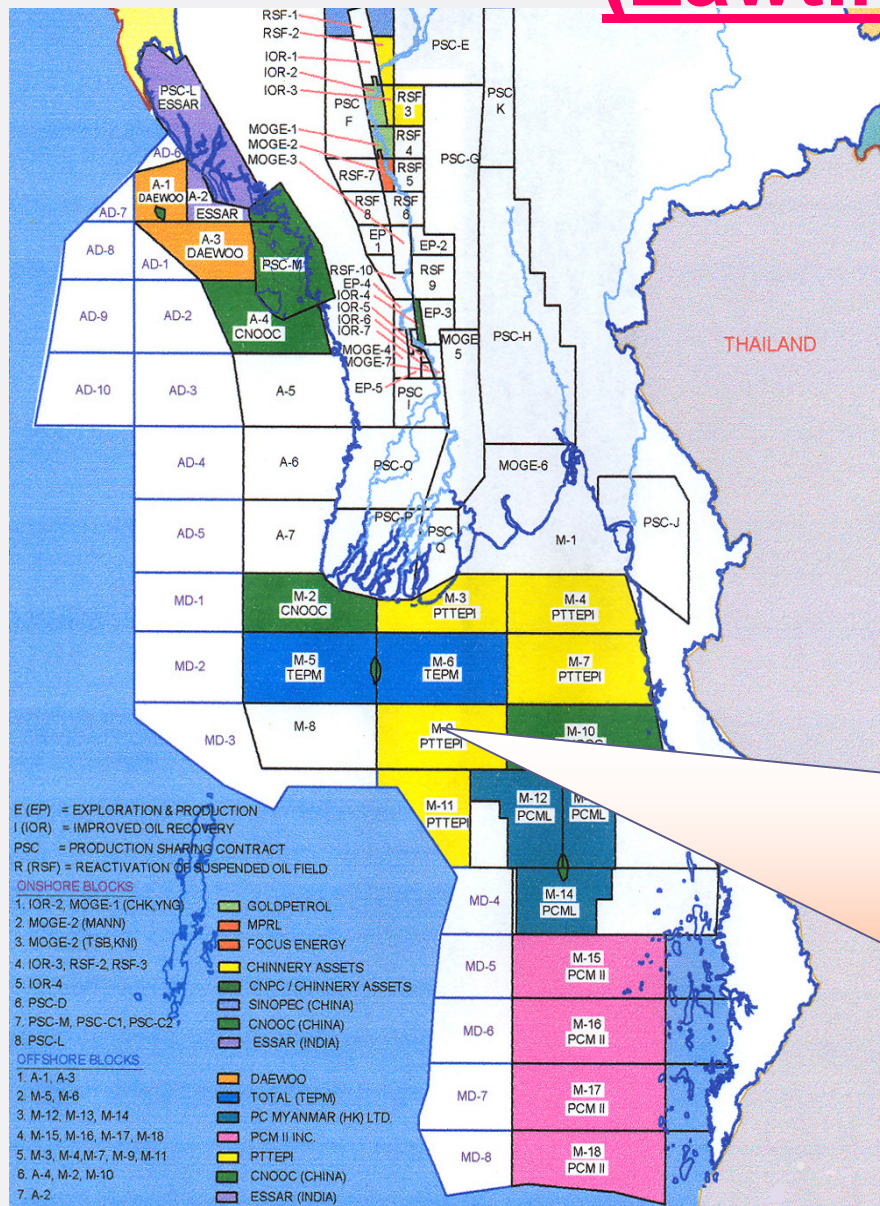 RSF-1
RSF-2
PSC-E
IOR-1
IOR-2
IOR-3
PSC-L
ESSAR
PSC
F
RSF
3
PSC
K
MOGE-1
MOGE-2
MOGE-3
RSF
4
PSC-G
AD-6
RSF-7
RSF
5
A-1
DAEWOO
A-2
ESSAR
RSF
8
RSF
6
AD-7
A-3
DAEWOO
EP
1
EP-2
AD-8
AD-1
PSC-M
RSF-10
RSF
9
EP-4
IOR-4
IOR-5
IOR-6
IOR-7
EP-3
AD-9
AD-2
A-4
CNOOC
MOGE
5
PSC-H
THAILAND
MOGE-4
MOGE-7
AD-10
AD-3
A-5
EP-5
PSC
I
AD-4
A-6
PSC-O
MOGE-6
AD-5
A-7
PSC-P
PSC
Q
M-1
PSC-J
MD-1
M-2
CNOOC
M-3
PTTEPI
M-4
PTTEPI
MD-2
M-5
TEPM
M-6
TEPM
M-7
PTTEPI
MD-3
M-8
PTTEPI
M-10
M-11
PTTEPI
M-12
PCML
PCML
MD-4
M-14
PCML
MD-5
M-15
PCM II
MD-6
M-16
PCM II
MD-7
M-17
PCM II
MD-8
M-18
PCM II
E (EP) = EXPLORATION & PRODUCTION
I (IOR) = IMPROVED OIL RECOVERY
PSC = PRODUCTION SHARING CONTRACT
R (RSF) = REACTIVATION OF SUSPENDED OIL FIELD
ONSHORE BLOCKS
1. IOR-2, MOGE-1 (CHK,YNG) GOLDPETROL
2. MOGE-2 (MANN) MPRL
3. MOGE-2 (TSB,KNI) FOCUS ENERGY
4. IOR-3, RSF-2, RSF-3 CHINNERY ASSETS
5. IOR-4 CNPC / CHINNERY ASSETS
6. PSC-D SINOPEC (CHINA)
7. PSC-M, PSC-C1, PSC-C2 CNOOC (CHINA)
8. PSC-L ESSAR (INDIA)
OFFSHORE BLOCKS
1. A-1, A-3 DAEWOO
2. M-5, M-6 TOTAL (TEPM)
3. M-12, M-13, M-14 PC MYANMAR (HK) LTD.
4. M-15, M-16, M-17, M-18 PCM II INC.
5. M-3, M-4,M-7, M-9, M-11 PTTEPI
6. A-4, M-2, M-10 CNOOC (CHINA)
7. A-2 ESSAR (INDIA)